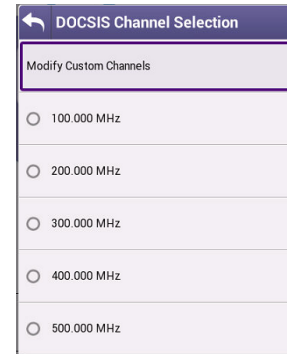 DOCSIS Channel Selection
Modify Custom Channels
100.000 MHz
200.000 MHz
300.000 MHz
400.000 MHz
500.000 MHz